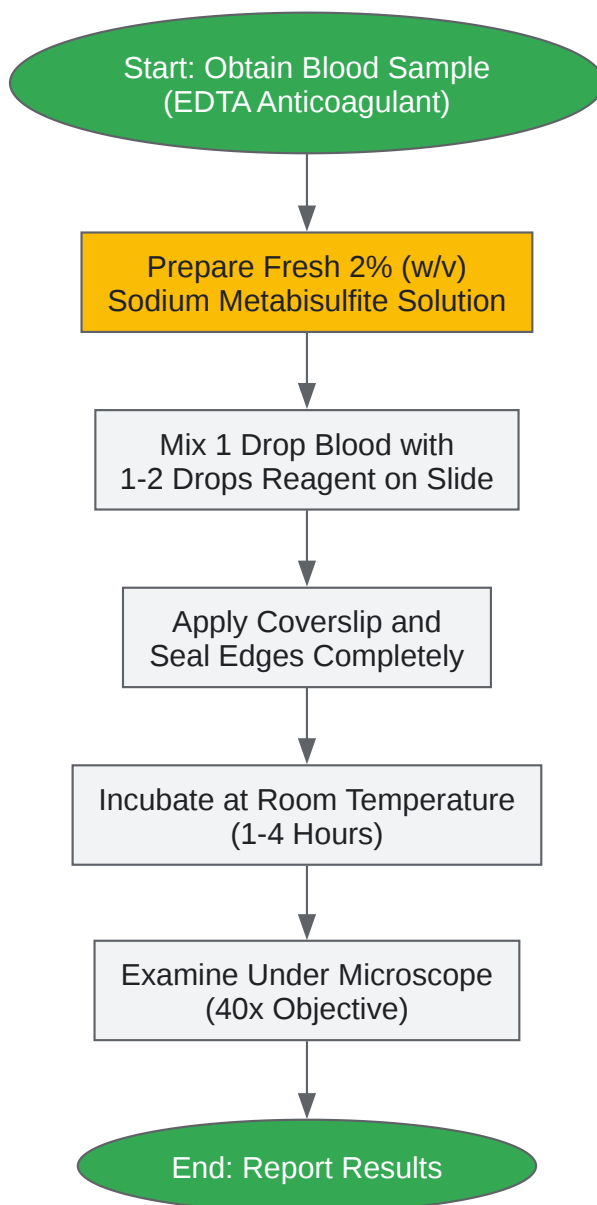 Start: Obtain Blood Sample
(EDTA Anticoagulant)
Prepare Fresh 2% (w/v)
Sodium Metabisulfite Solution
Mix 1 Drop Blood with
1-2 Drops Reagent on Slide
Apply Coverslip and
Seal Edges Completely
Incubate at Room Temperature
(1-4 Hours)
Examine Under Microscope
(40x Objective)
End: Report Results